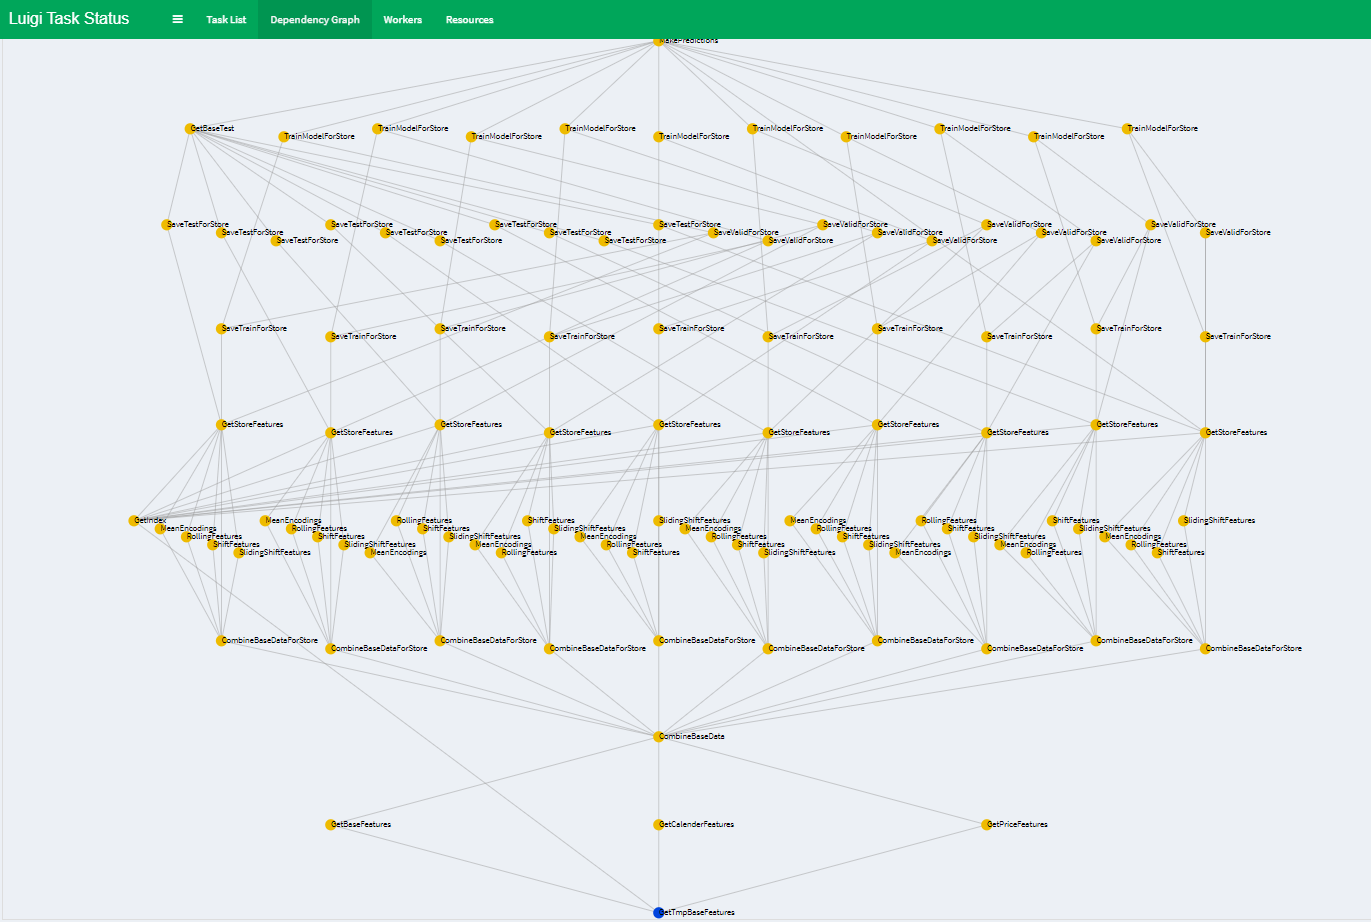 Luigi Task Status
Task List
Dependency Graph
Workers
Resources
MakePredictions
GetBaseTest
TrainModelForStore
TrainModelForStore
TrainModelForStore
TrainModelForStore
TrainModelForStore
TrainModelForStore
TrainModelForStore
TrainModelForStore
TrainModelForStore
TrainModelForStore
SaveTestForStore
SaveTestForStore
SaveTestForStore
SaveTestForStore
SaveTestForStore
SaveTestForStore
SaveTestForStore
SaveTestForStore
SaveTestForStore
SaveTestForStore
SaveValidForStore
SaveValidForStore
SaveValidForStore
SaveValidForStore
SaveValidForStore
SaveValidForStore
SaveValidForStore
SaveValidForStore
SaveValidForStore
SaveValidForStore
SaveTrainForStore
SaveTrainForStore
SaveTrainForStore
SaveTrainForStore
SaveTrainForStore
SaveTrainForStore
SaveTrainForStore
SaveTrainForStore
SaveTrainForStore
SaveTrainForStore
GetStoreFeatures
GetStoreFeatures
GetStoreFeatures
GetStoreFeatures
GetStoreFeatures
GetStoreFeatures
GetStoreFeatures
GetStoreFeatures
GetStoreFeatures
GetStoreFeatures
GetIndex
MeanEncodings
RollingFeatures
ShiftFeatures
SlidingShiftFeatures
MeanEncodings
RollingFeatures
ShiftFeatures
SlidingShiftFeatures
MeanEncodings
RollingFeatures
ShiftFeatures
SlidingShiftFeatures
MeanEncodings
RollingFeatures
ShiftFeatures
SlidingShiftFeatures
MeanEncodings
RollingFeatures
ShiftFeatures
SlidingShiftFeatures
MeanEncodings
RollingFeatures
ShiftFeatures
SlidingShiftFeatures
MeanEncodings
RollingFeatures
ShiftFeatures
SlidingShiftFeatures
MeanEncodings
RollingFeatures
ShiftFeatures
SlidingShiftFeatures
MeanEncodings
RollingFeatures
ShiftFeatures
SlidingShiftFeatures
MeanEncodings
RollingFeatures
ShiftFeatures
SlidingShiftFeatures
CombineBaseDataForStore
CombineBaseDataForStore
CombineBaseDataForStore
CombineBaseDataForStore
CombineBaseDataForStore
CombineBaseDataForStore
CombineBaseDataForStore
CombineBaseDataForStore
CombineBaseDataForStore
CombineBaseDataForStore
CombineBaseData
GetBaseFeatures
GetCalenderFeatures
GetPriceFeatures
GetTmpBaseFeatures